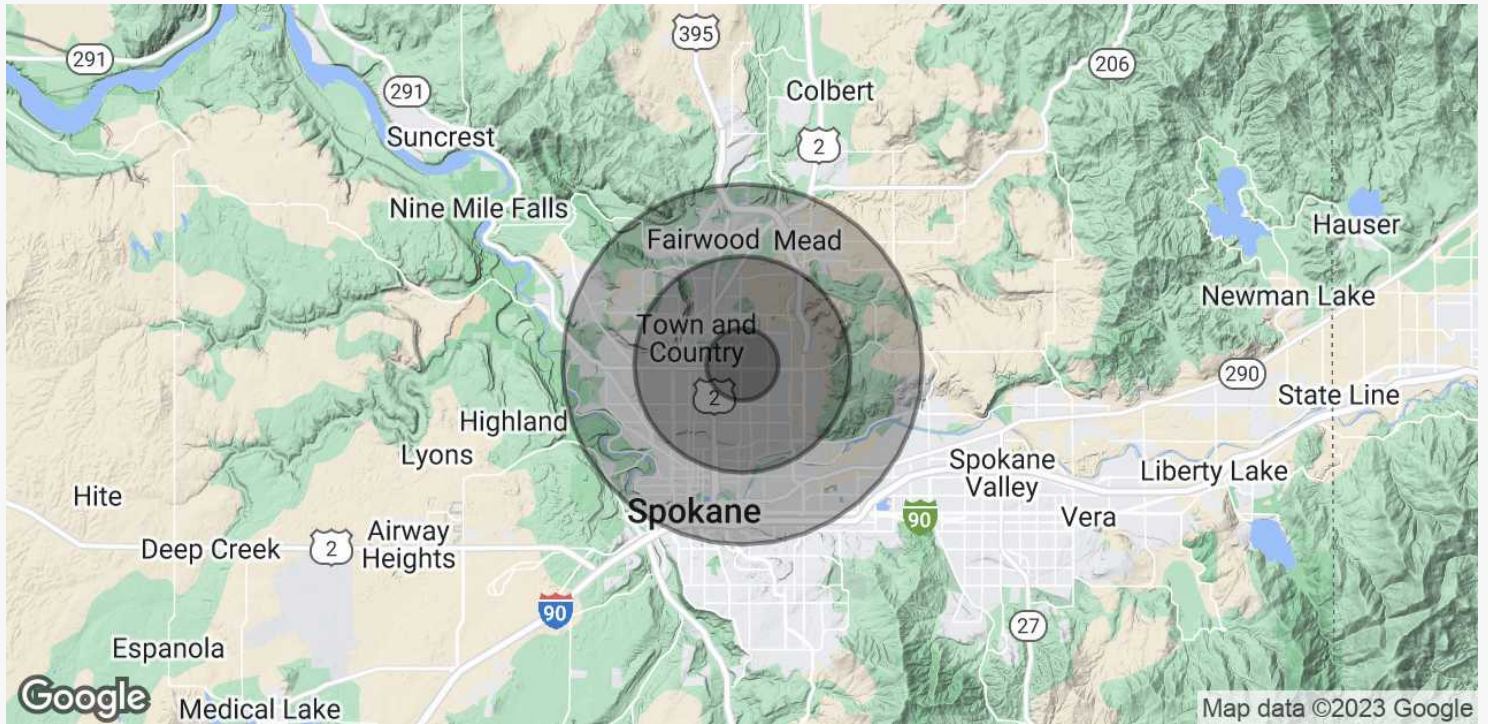 395
291
206
Colbert
291
Suncrest
2
Nine Mile Falls
Hauser
Fairwood
Mead
Newman Lake
Town and
Country
290
2
State Line
Highland
Lyons
Spokane
Valley
Liberty Lake
Hite
Spokane
90
Vera
Airway
Heights
Deep Creek
2
90
27
Espanola
Google
Medical Lake
Map data ©2023 Google